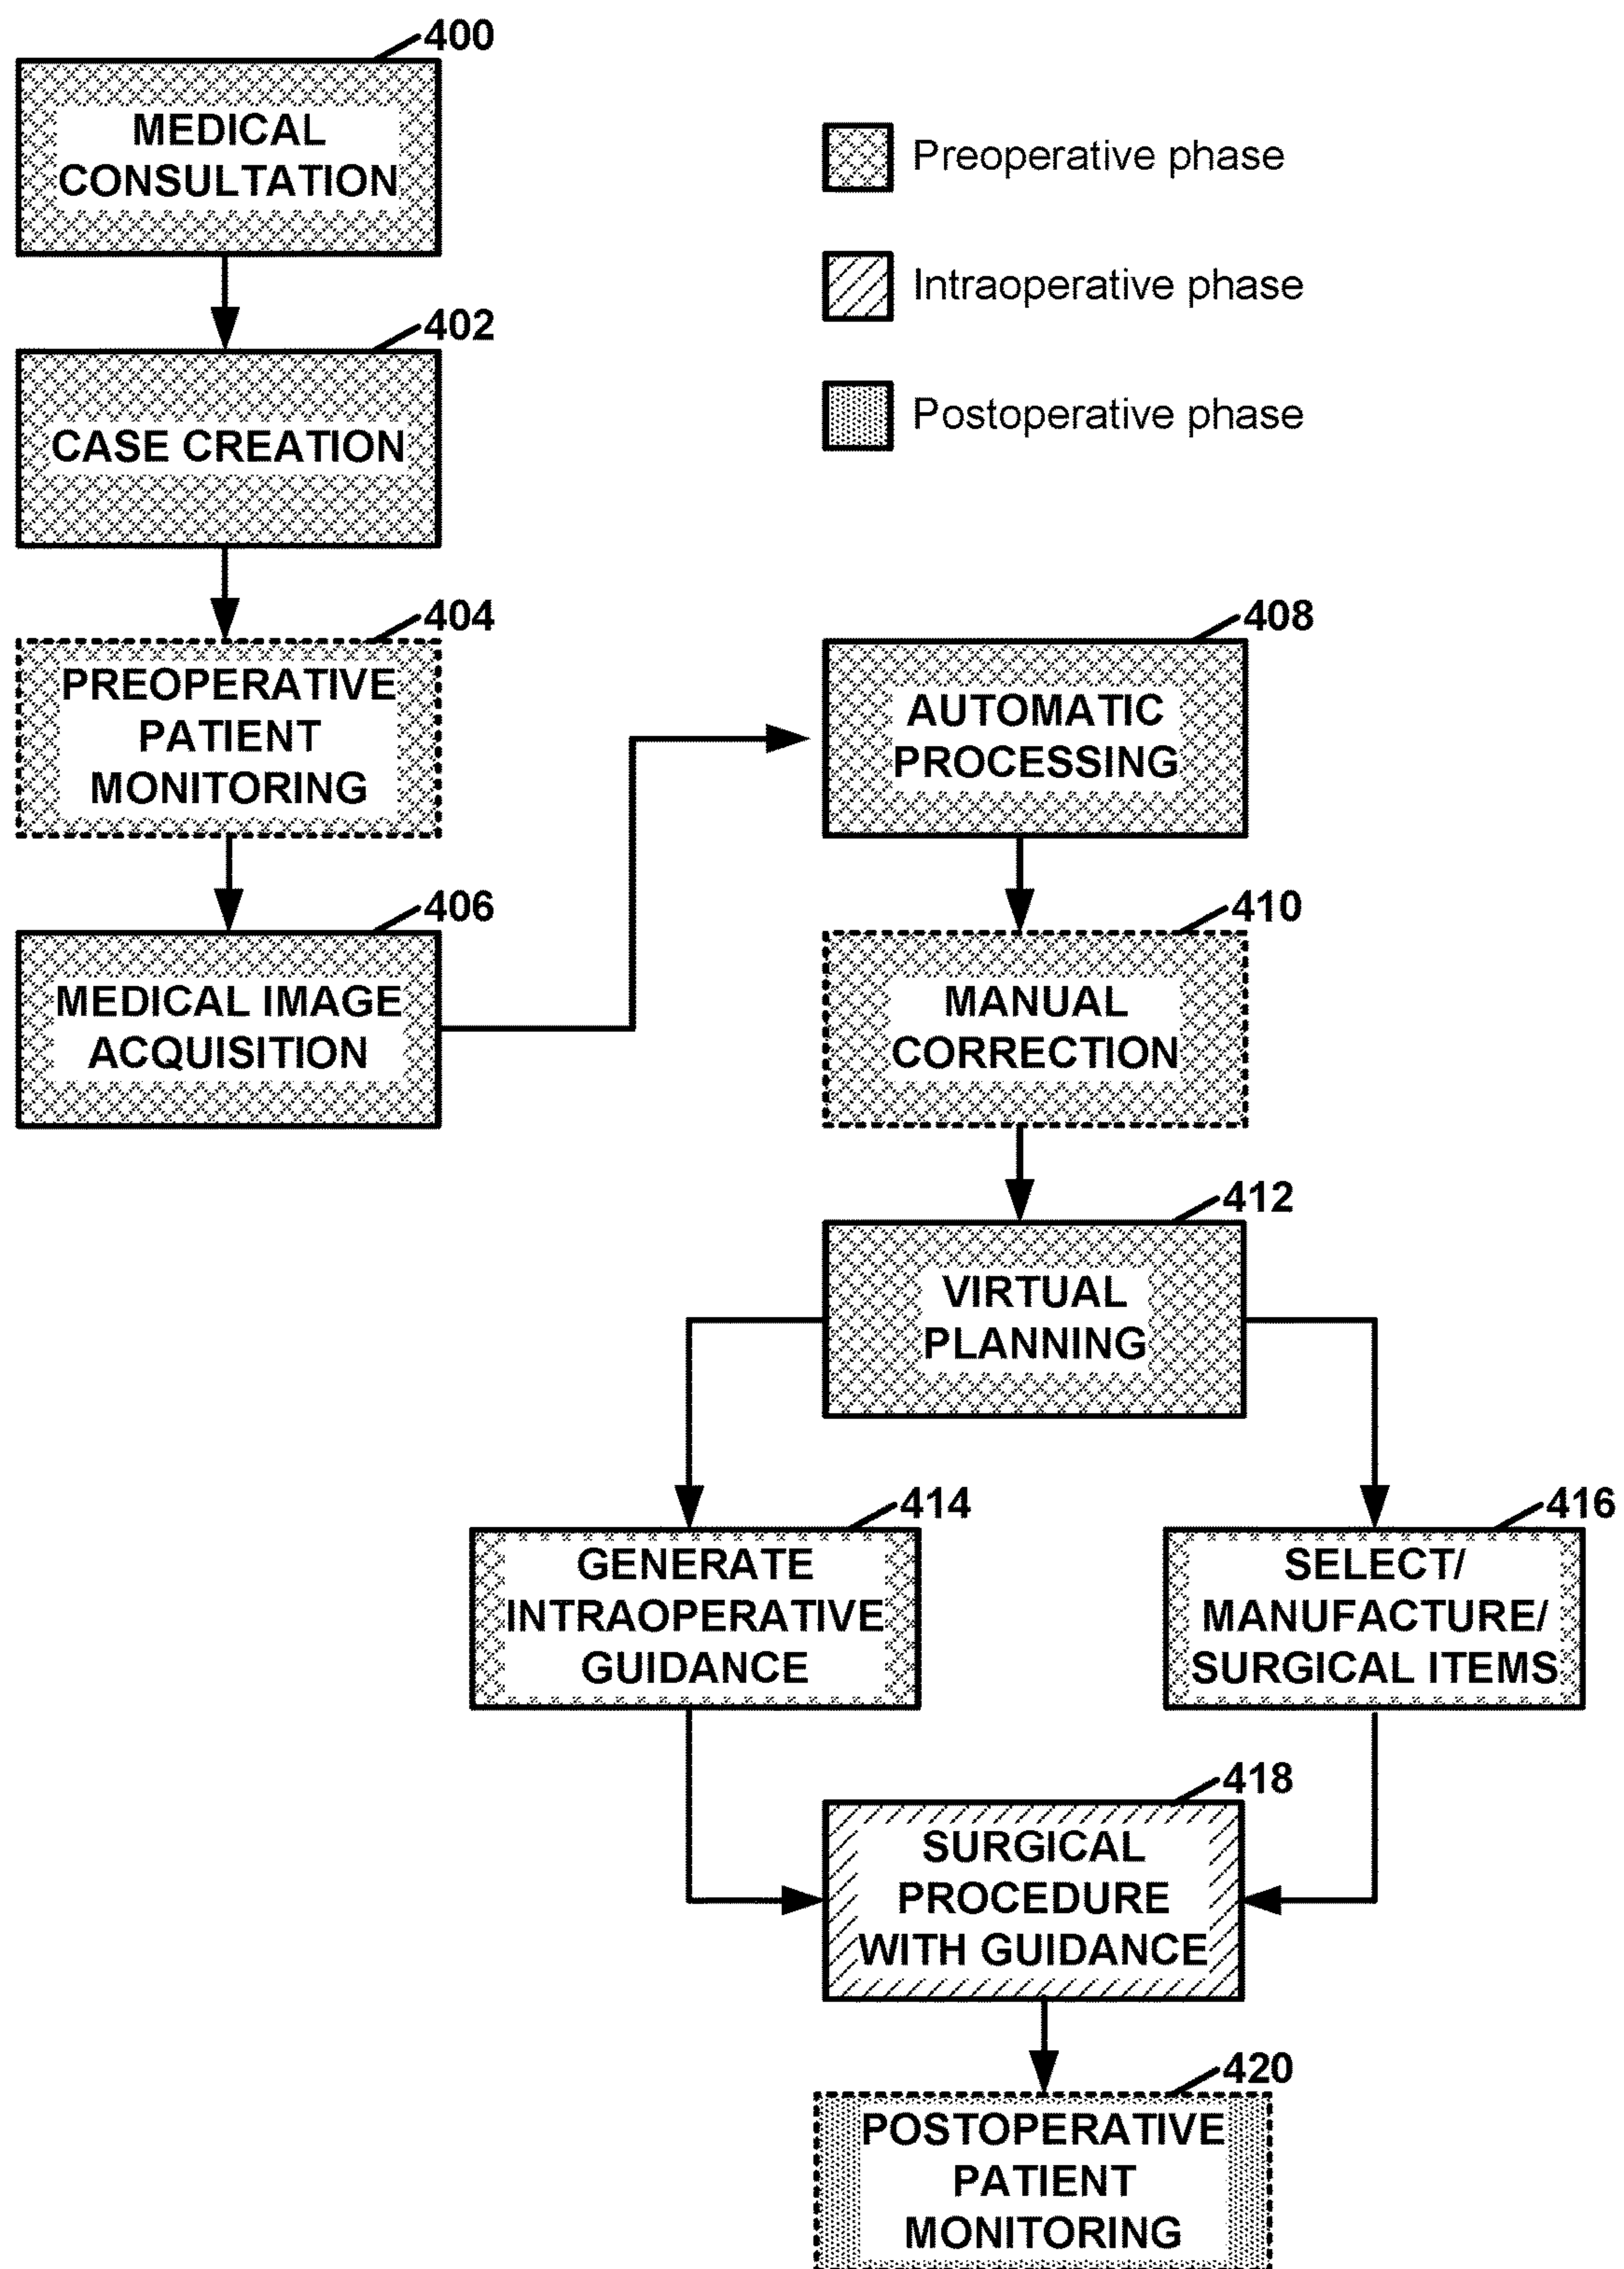 400
MEDICAL
CONSULTATION
Preoperative phase
Intraoperative phase
Postoperative phase
402
CASE CREATION
404
PREOPERATIVE
PATIENT
MONITORING
406
MEDICAL IMAGE
ACQUISITION
408
AUTOMATIC
PROCESSING
410
MANUAL
CORRECTION
412
VIRTUAL
PLANNING
414
GENERATE
INTRAOPERATIVE
GUIDANCE
416
SELECT/
MANUFACTURE/
SURGICAL ITEMS
418
SURGICAL
PROCEDURE
WITH GUIDANCE
420
POSTOPERATIVE
PATIENT
MONITORING